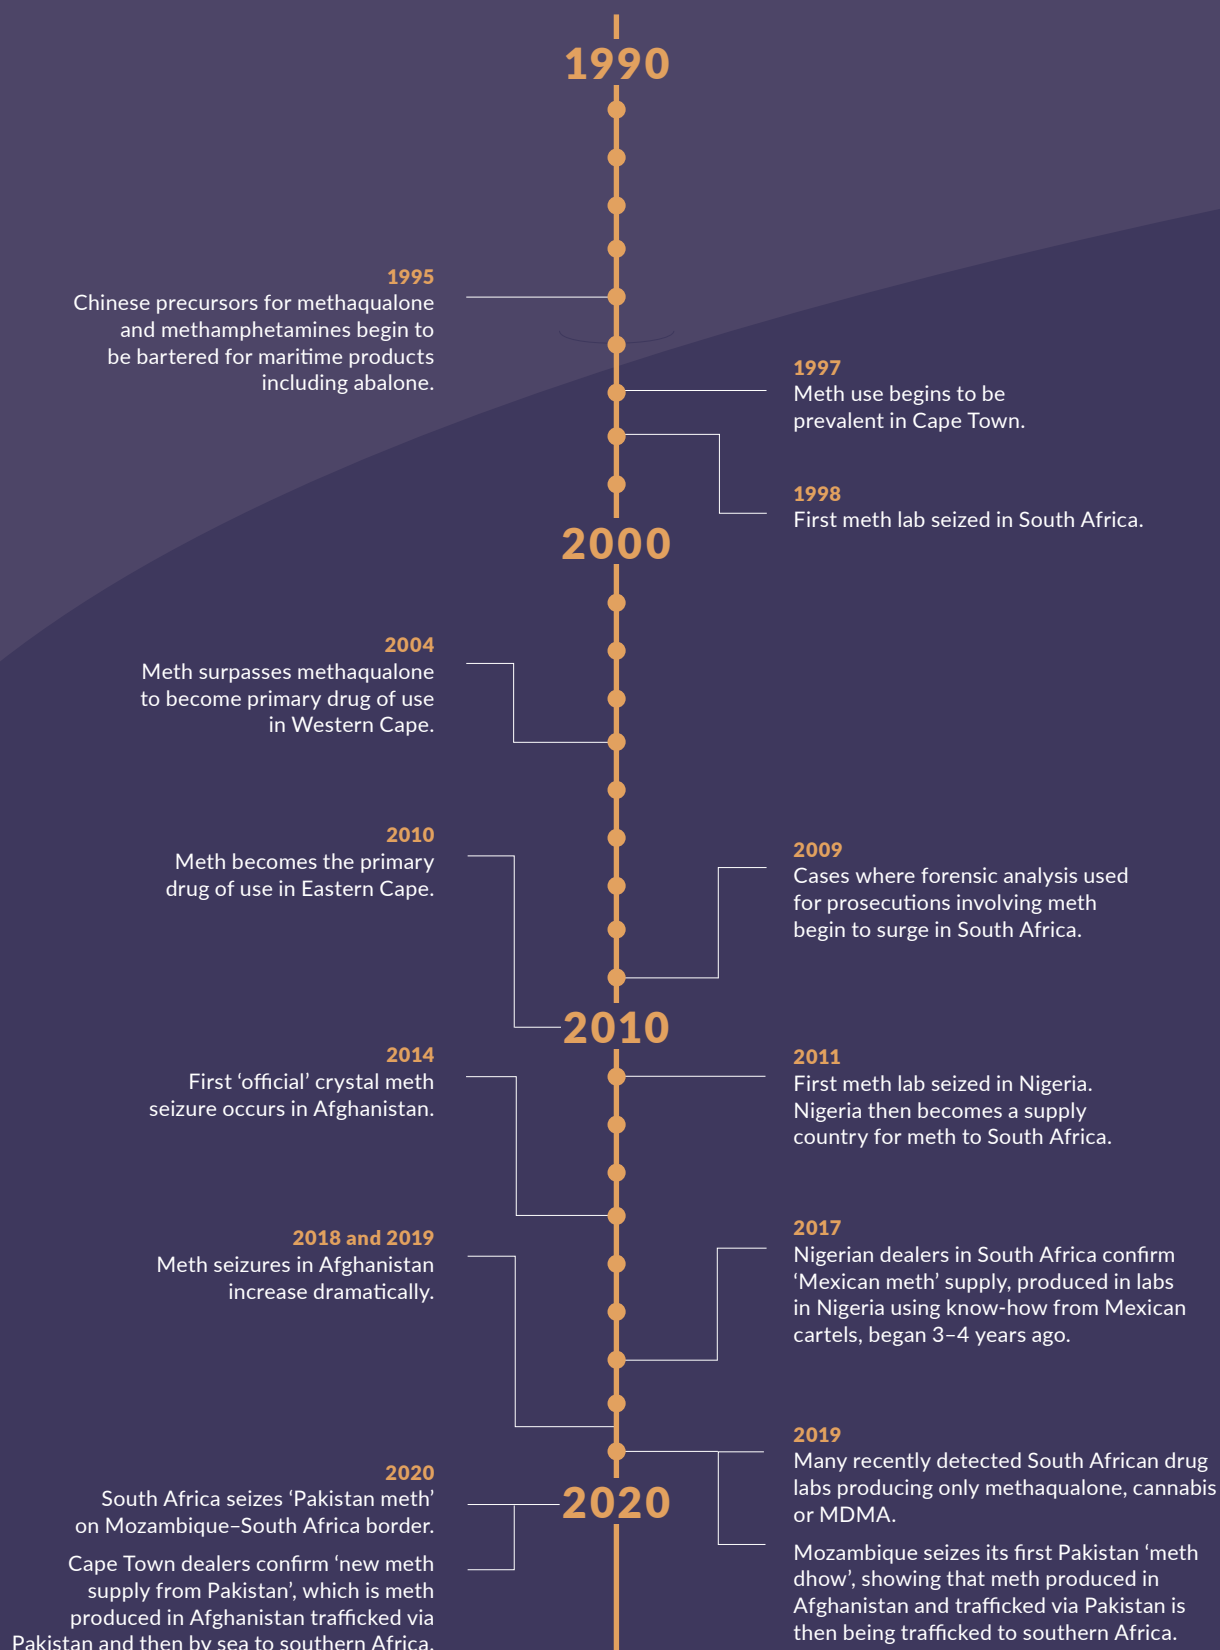 1990
1995
Chinese precursors for methaqualone
and methamphetamines begin to
be bartered for maritime products
including abalone.
1997
Meth use begins to be
prevalent in Cape Town.
1998
First meth lab seized in South Africa.
2000
2004
Meth surpasses methaqualone
to become primary drug of use
in Western Cape.
2010
Meth becomes the primary
drug of use in Eastern Cape.
2009
Cases where forensic analysis used
for prosecutions involving meth
begin to surge in South Africa.
2010
2014
First ‘official’ crystal meth
seizure occurs in Afghanistan.
2011
First meth lab seized in Nigeria.
Nigeria then becomes a supply
country for meth to South Africa.
2018 and 2019
Meth seizures in Afghanistan
increase dramatically.
2017
Nigerian dealers in South Africa confirm
‘Mexican meth’ supply, produced in labs
in Nigeria using know-how from Mexican
cartels, began 3–4 years ago.
2019
Many recently detected South African drug
labs producing only methaqualone, cannabis
or MDMA.
Mozambique seizes its first Pakistan ‘meth
dhow’, showing that meth produced in
Afghanistan and trafficked via Pakistan is
then being trafficked to southern Africa.
2020
2020
South Africa seizes ‘Pakistan meth’
on Mozambique–South Africa border.
Cape Town dealers confirm ‘new meth
supply from Pakistan’, which is meth
produced in Afghanistan trafficked via
Pakistan and then by sea to southern Africa.